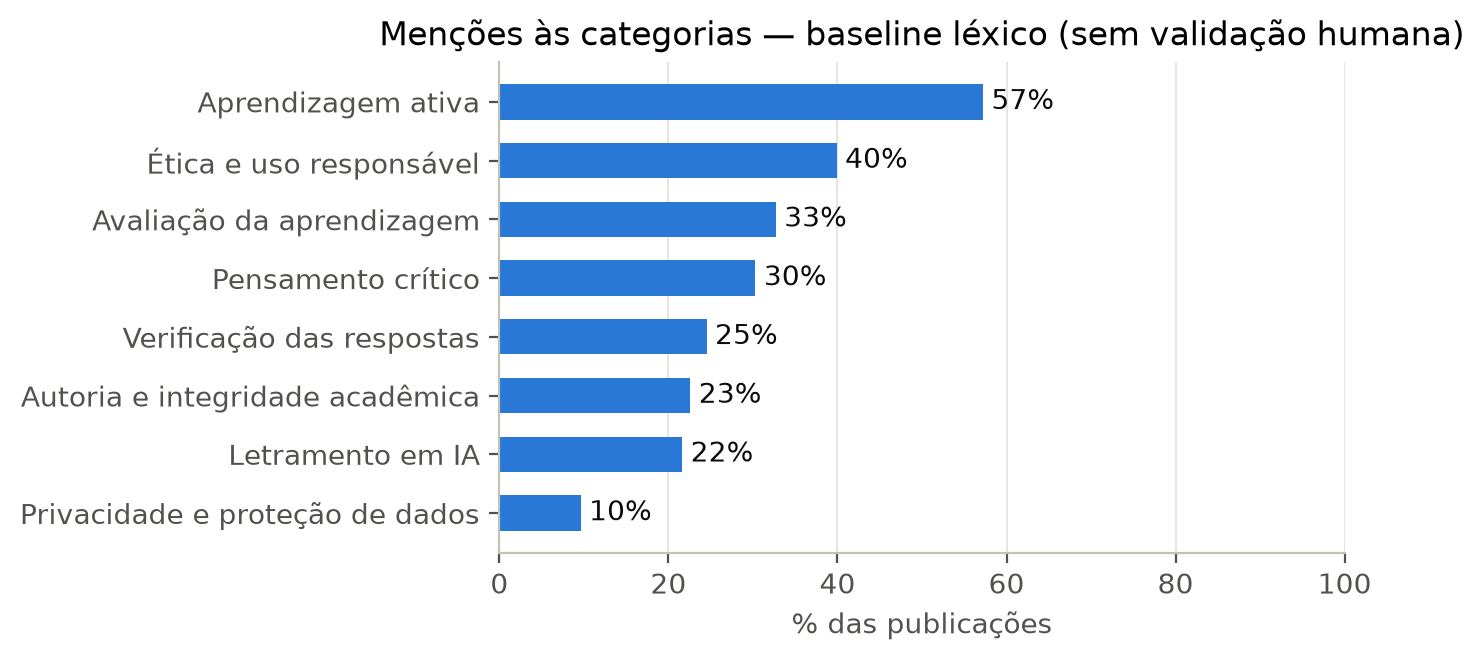 Menções às categorias — baseline léxico (sem validação humana)
Aprendizagem ativa 57%
Ética e uso responsável 40%
Avaliação da aprendizagem 33%
Pensamento crítico 30%
Verificação das respostas 25%
Autoria e integridade acadêmica 23%
Letramento em IA 22%
Privacidade e proteção de dados 10%
0 20 40 60 80 100
% das publicações